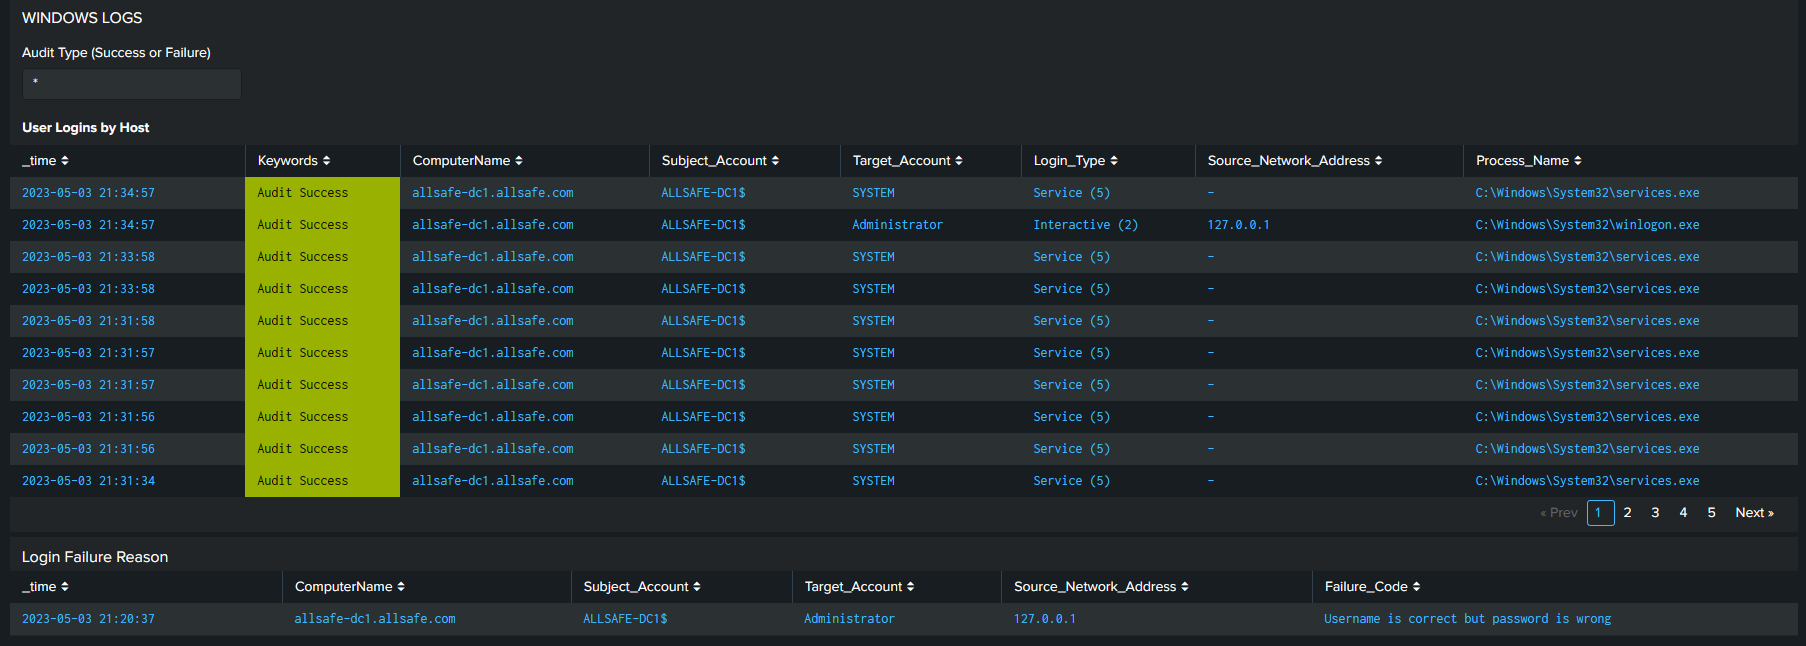 WINDOWS LOGS
Audit Type (Success or Failure)
*
User Logins by Host
_time Keywords ComputerName Subject_Account Target_Account Login_Type Source_Network_Address Process_Name
2023-05-03 21:34:57 Audit Success allsafe-dc1.allsafe.com ALLSAFE-DC1$ SYSTEM Service (5) - C:\Windows\System32\services.exe
2023-05-03 21:34:57 Audit Success allsafe-dc1.allsafe.com ALLSAFE-DC1$ Administrator Interactive (2) 127.0.0.1 C:\Windows\System32\winlogon.exe
2023-05-03 21:33:58 Audit Success allsafe-dc1.allsafe.com ALLSAFE-DC1$ SYSTEM Service (5) - C:\Windows\System32\services.exe
2023-05-03 21:33:58 Audit Success allsafe-dc1.allsafe.com ALLSAFE-DC1$ SYSTEM Service (5) - C:\Windows\System32\services.exe
2023-05-03 21:31:58 Audit Success allsafe-dc1.allsafe.com ALLSAFE-DC1$ SYSTEM Service (5) - C:\Windows\System32\services.exe
2023-05-03 21:31:57 Audit Success allsafe-dc1.allsafe.com ALLSAFE-DC1$ SYSTEM Service (5) - C:\Windows\System32\services.exe
2023-05-03 21:31:57 Audit Success allsafe-dc1.allsafe.com ALLSAFE-DC1$ SYSTEM Service (5) - C:\Windows\System32\services.exe
2023-05-03 21:31:56 Audit Success allsafe-dc1.allsafe.com ALLSAFE-DC1$ SYSTEM Service (5) - C:\Windows\System32\services.exe
2023-05-03 21:31:56 Audit Success allsafe-dc1.allsafe.com ALLSAFE-DC1$ SYSTEM Service (5) - C:\Windows\System32\services.exe
2023-05-03 21:31:34 Audit Success allsafe-dc1.allsafe.com ALLSAFE-DC1$ SYSTEM Service (5) - C:\Windows\System32\services.exe
« Prev 1 2 3 4 5 Next »
Login Failure Reason
_time ComputerName Subject_Account Target_Account Source_Network_Address Failure_Code
2023-05-03 21:20:37 allsafe-dc1.allsafe.com ALLSAFE-DC1$ Administrator 127.0.0.1 Username is correct but password is wrong